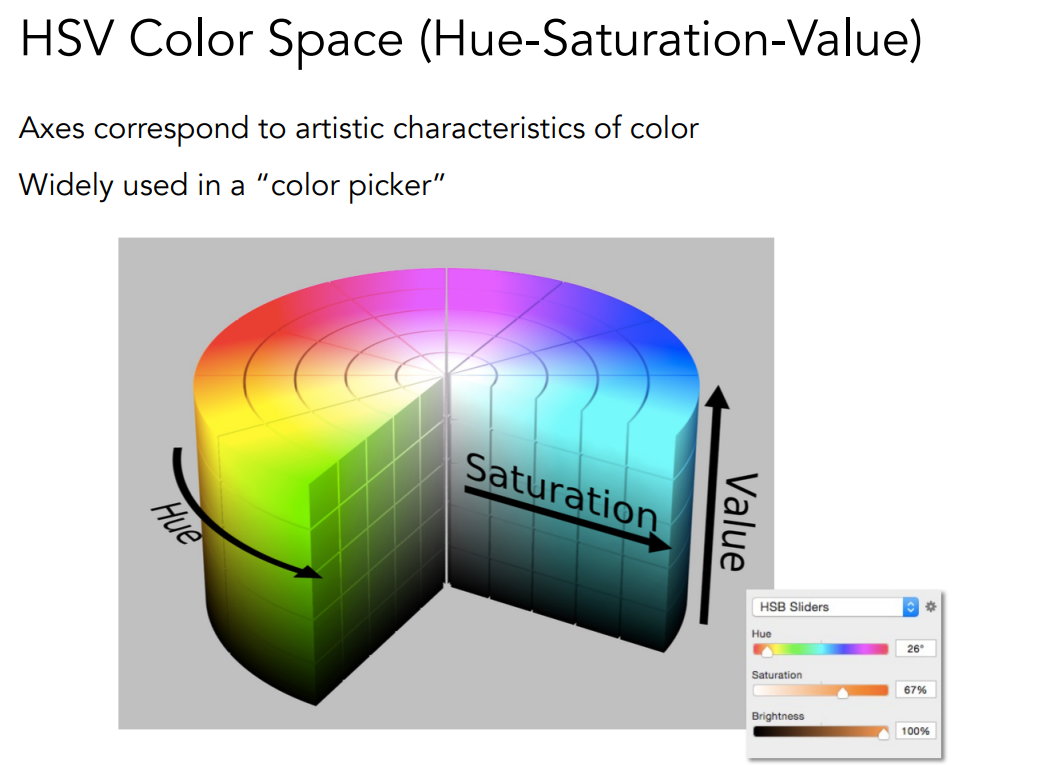 HSV Color Space (Hue-Saturation-Value)
Axes correspond to artistic characteristics of color
Widely used in a “color picker”
Hue
Saturation
Value
HSB Sliders
Hue
26°
Saturation
67%
Brightness
100%